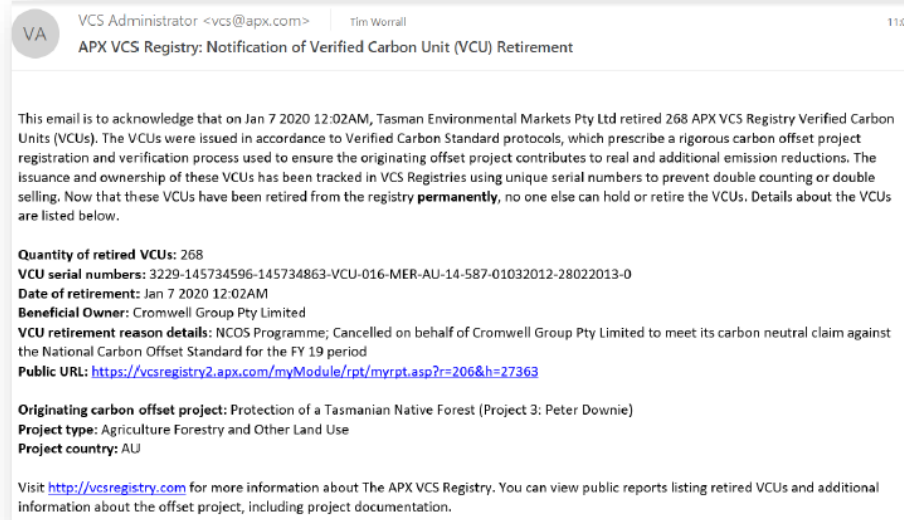 VA
VCS Administrator <vcs@apx.com>
Tim Worrall
APX VCS Registry: Notification of Verified Carbon Unit (VCU) Retirement
This email is to acknowledge that on Jan 7 2020 12:02AM, Tasman Environmental Markets Pty Ltd retired 268 APX VCS Registry Verified Carbon
Units (VCUs). The VCUs were issued in accordance to Verified Carbon Standard protocols, which prescribe a rigorous carbon offset project
registration and verification process used to ensure the originating offset project contributes to real and additional emission reductions. The
issuance and ownership of these VCUs has been tracked in VCS Registries using unique serial numbers to prevent double counting or double
selling. Now that these VCUs have been retired from the registry permanently, no one else can hold or retire the VCUs. Details about the VCUs
are listed below.
Quantity of retired VCUs: 268
VCU serial numbers: 3229-145734596-145734863-VCU-016-MER-AU-14-587-01032012-28022013-0
Date of retirement: Jan 7 2020 12:02AM
Beneficial Owner: Cromwell Group Pty Limited
VCU retirement reason details: NCOS Programme; Cancelled on behalf of Cromwell Group Pty Limited to meet its carbon neutral claim against
the National Carbon Offset Standard for the FY 19 period
Public URL: https://vcsregistry2.apx.com/myModule/rpt/myrpt.asp?r=206&h=27363
Originating carbon offset project: Protection of a Tasmanian Native Forest (Project 3: Peter Downie)
Project type: Agriculture Forestry and Other Land Use
Project country: AU
Visit http://vcsregistry.com for more information about The APX VCS Registry. You can view public reports listing retired VCUs and additional
information about the offset project, including project documentation.